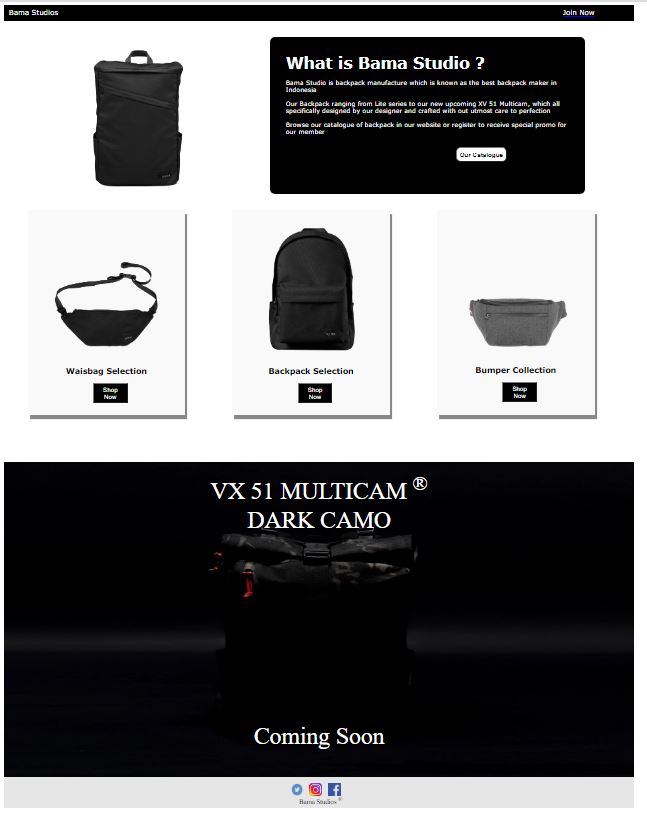 Bama Studios Join Now
What is Bama Studio ?
Bama Studio is backpack manufacture which is known as the best backpack maker in
Indonesia
Our Backpack ranging from Lite series to our new upcoming XV 51 Multicam, which all
specifically designed by our designer and crafted with out utmost care to perfection
Browse our catalogue of backpack in our website or register to receive special promo for
our member
Our Catalogue
Waisbag Selection
Shop
Now
Backpack Selection
Shop
Now
Bumper Collection
Shop
Now
VX 51 MULTICAM ®
DARK CAMO
Coming Soon
Bama Studios ®